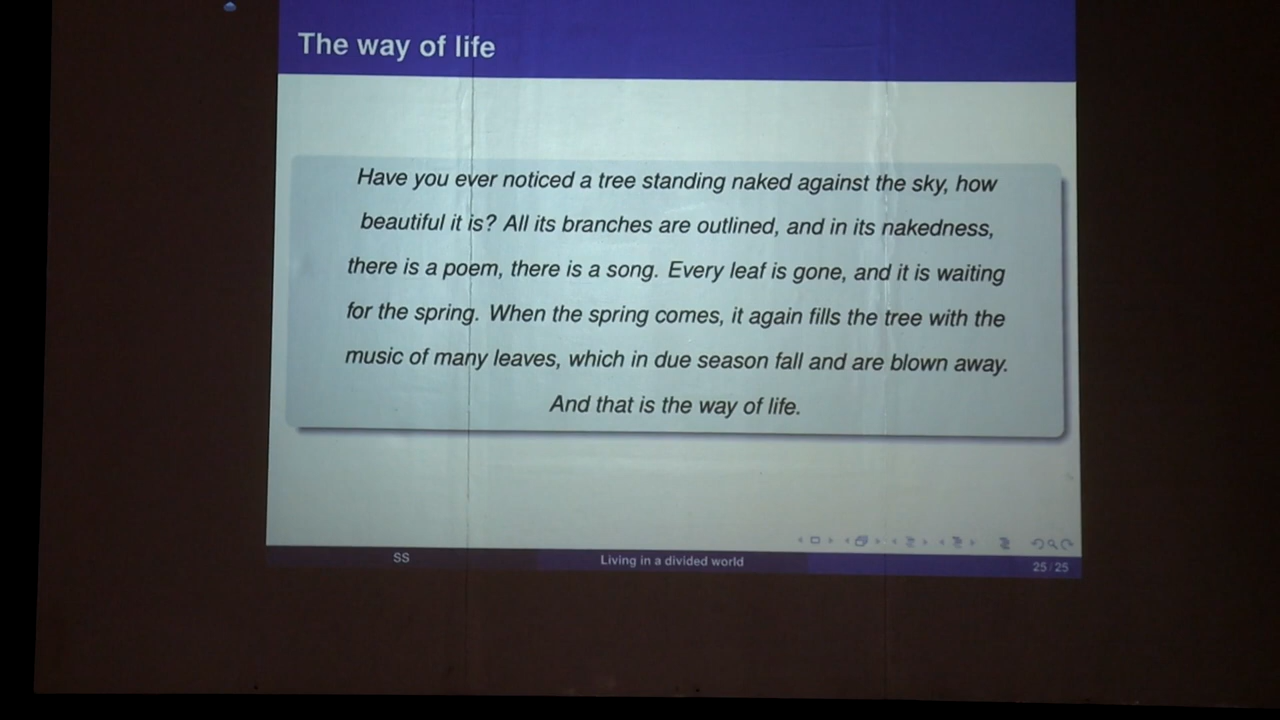 The way of life
Have you ever noticed a tree standing naked against the sky, how
beautiful it is? All its branches are outlined, and in its nakedness,
there is a poem, there is a song. Every leaf is gone, and it is waiting
for the spring. When the spring comes, it again fills the tree with the
music of many leaves, which in due season fall and are blown away.
And that is the way of life.
SS
Living in a divided world
25 / 25